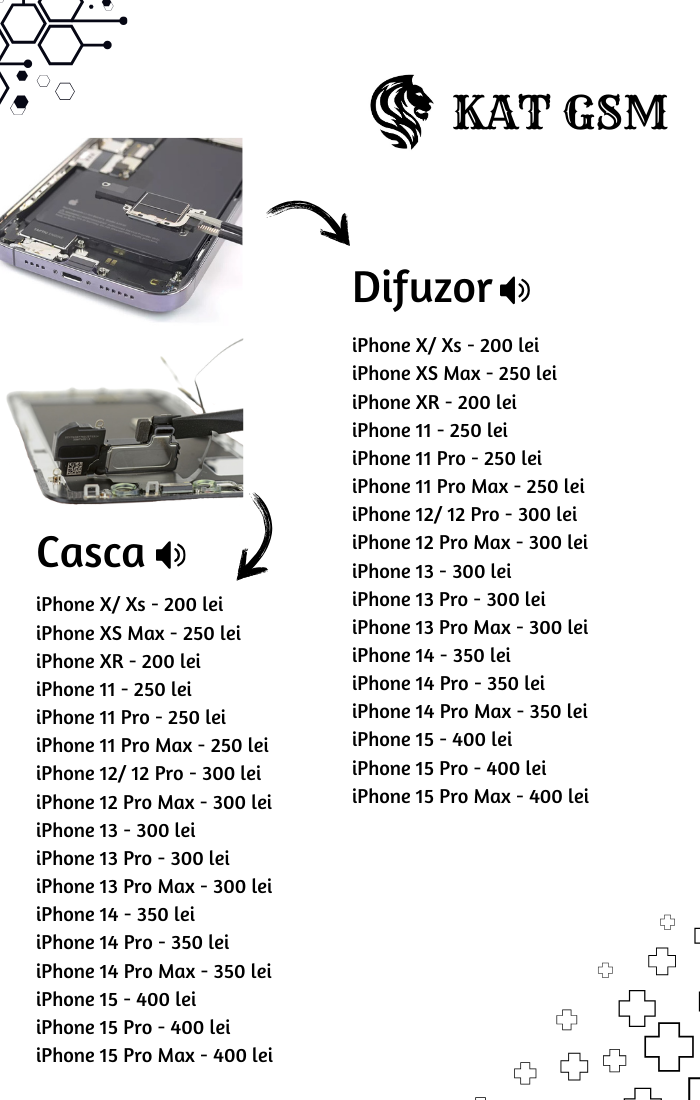 KAT GSM
Difuzor
iPhone X/ Xs - 200 lei
iPhone XS Max - 250 lei
iPhone XR - 200 lei
iPhone 11 - 250 lei
iPhone 11 Pro - 250 lei
iPhone 11 Pro Max - 250 lei
iPhone 12/ 12 Pro - 300 lei
iPhone 12 Pro Max - 300 lei
iPhone 13 - 300 lei
iPhone 13 Pro - 300 lei
iPhone 13 Pro Max - 300 lei
iPhone 14 - 350 lei
iPhone 14 Pro - 350 lei
iPhone 14 Pro Max - 350 lei
iPhone 15 - 400 lei
iPhone 15 Pro - 400 lei
iPhone 15 Pro Max - 400 lei
Casca
iPhone X/ Xs - 200 lei
iPhone XS Max - 250 lei
iPhone XR - 200 lei
iPhone 11 - 250 lei
iPhone 11 Pro - 250 lei
iPhone 11 Pro Max - 250 lei
iPhone 12/ 12 Pro - 300 lei
iPhone 12 Pro Max - 300 lei
iPhone 13 - 300 lei
iPhone 13 Pro - 300 lei
iPhone 13 Pro Max - 300 lei
iPhone 14 - 350 lei
iPhone 14 Pro - 350 lei
iPhone 14 Pro Max - 350 lei
iPhone 15 - 400 lei
iPhone 15 Pro - 400 lei
iPhone 15 Pro Max - 400 lei